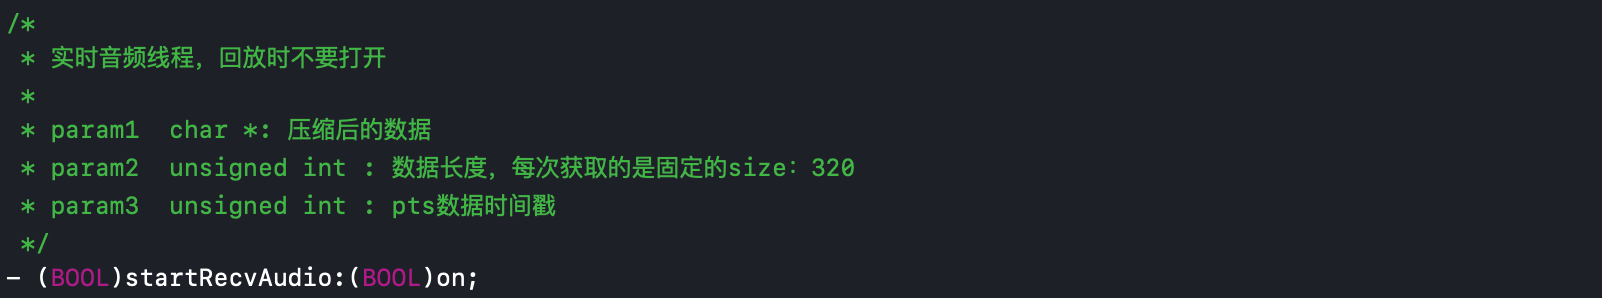 /*
 * 实时音频线程，回放时不要打开
 *
 * param1  char *: 压缩后的数据
 * param2  unsigned int : 数据长度，每次获取的是固定的size：320
 * param3  unsigned int : pts数据时间戳
 */
- (BOOL)startRecvAudio:(BOOL)on;